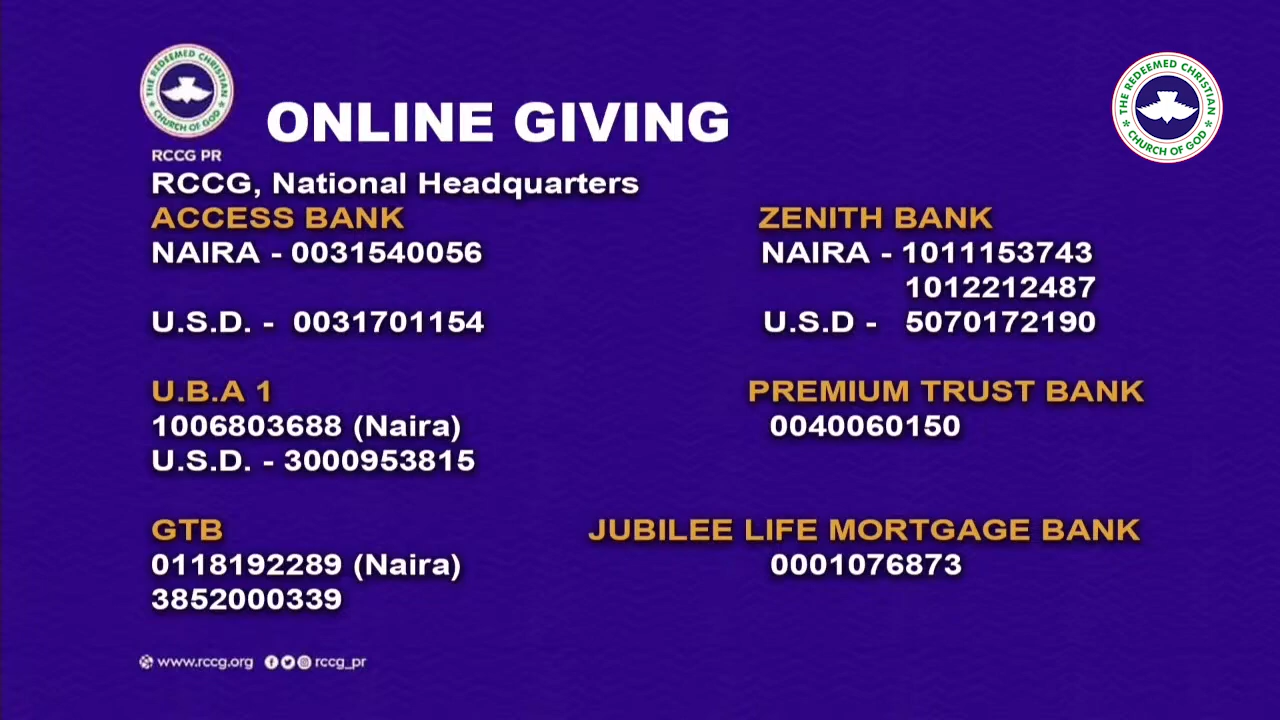 THE REDEEMED CHRISTIAN CHURCH OF GOD
RCCG PR
ONLINE GIVING
THE REDEEMED CHRISTIAN CHURCH OF GOD
RCCG, National Headquarters
ACCESS BANK
NAIRA - 0031540056
U.S.D. - 0031701154
ZENITH BANK
NAIRA - 1011153743
1012212487
U.S.D - 5070172190
U.B.A 1
1006803688 (Naira)
U.S.D. - 3000953815
PREMIUM TRUST BANK
0040060150
GTB
0118192289 (Naira)
3852000339
JUBILEE LIFE MORTGAGE BANK
0001076873
www.rccg.org rccg_pr